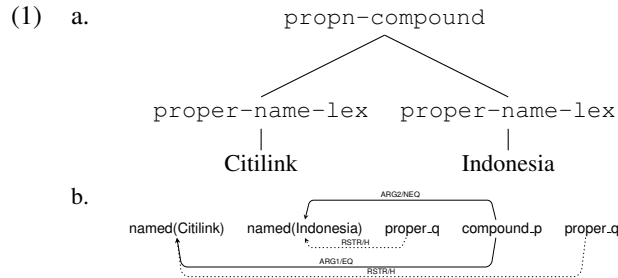 (1) a. propn-compound
proper-name-lex proper-name-lex
Citilink Indonesia
b.
ARG2/NEQ
named(Citilink) named(Indonesia) proper_q compound_p proper_q
RSTR/H
ARG1/EQ
RSTR/H